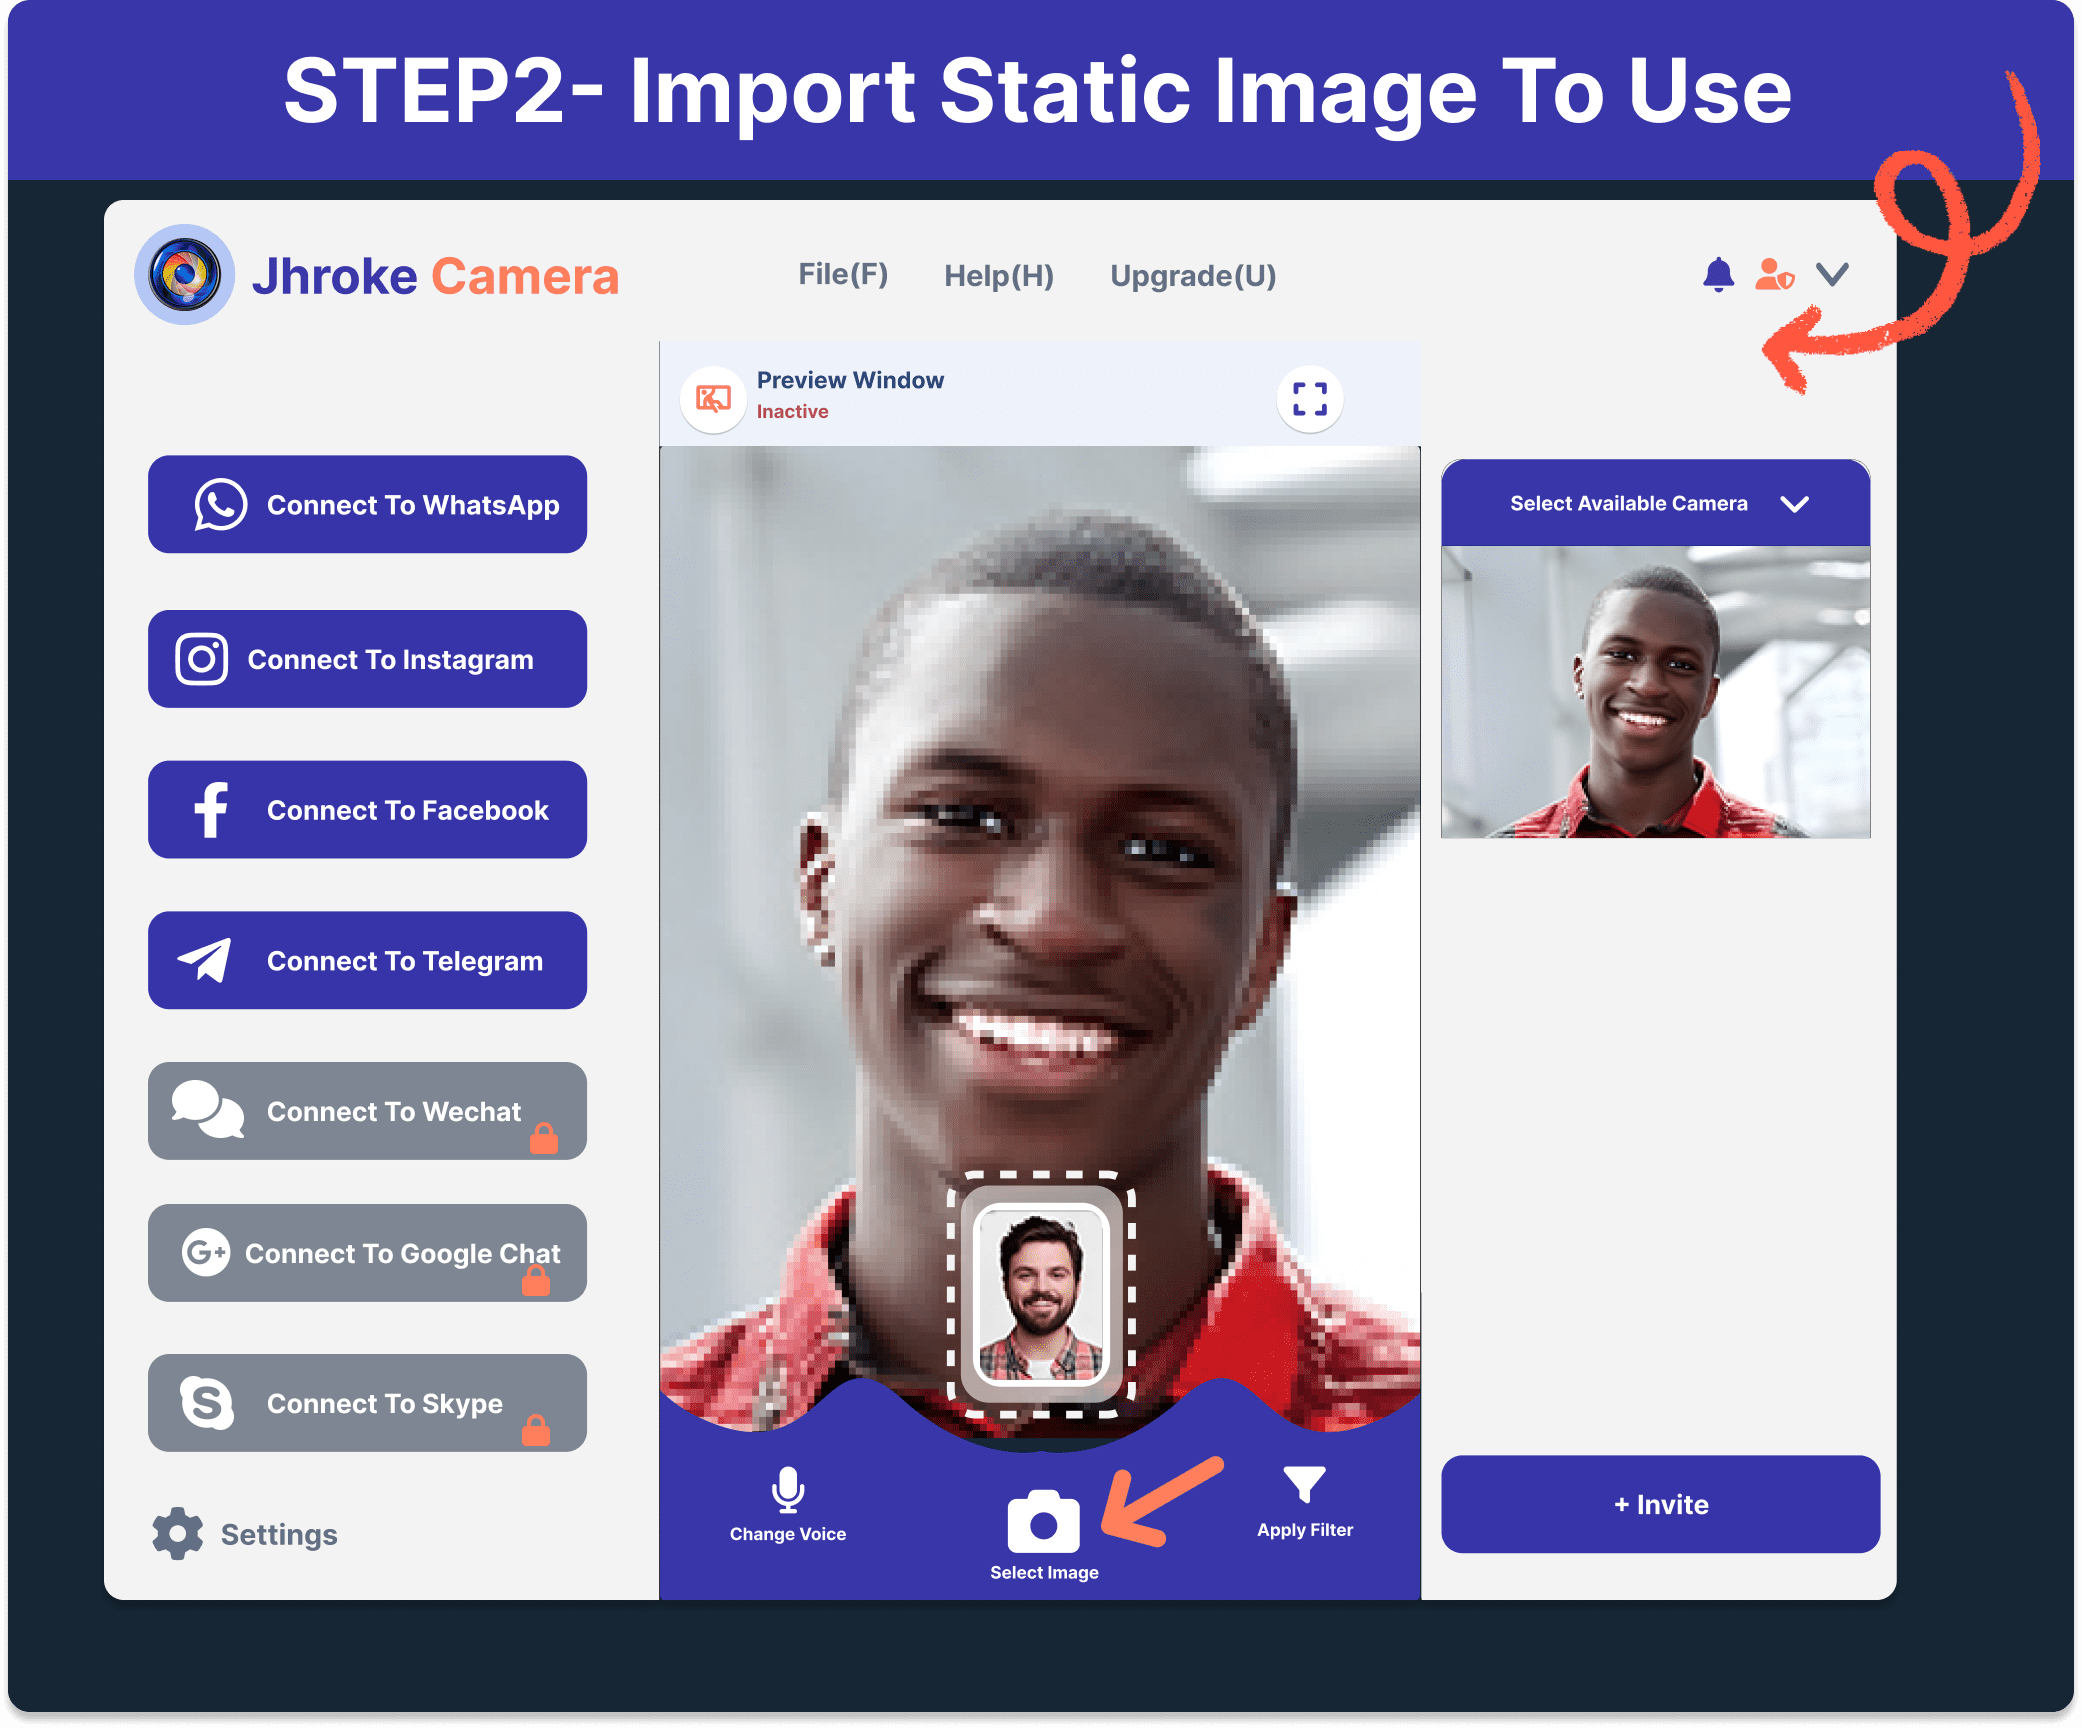 STEP2- Import Static Image To Use
Jhroke Camera
File(F)
Help(H)
Upgrade(U)
Preview Window
Inactive
Connect To WhatsApp
Connect To Instagram
Connect To Facebook
Connect To Telegram
Connect To Wechat
Connect To Google Chat
Connect To Skype
Settings
Select Available Camera
Change Voice
Select Image
Apply Filter
+ Invite